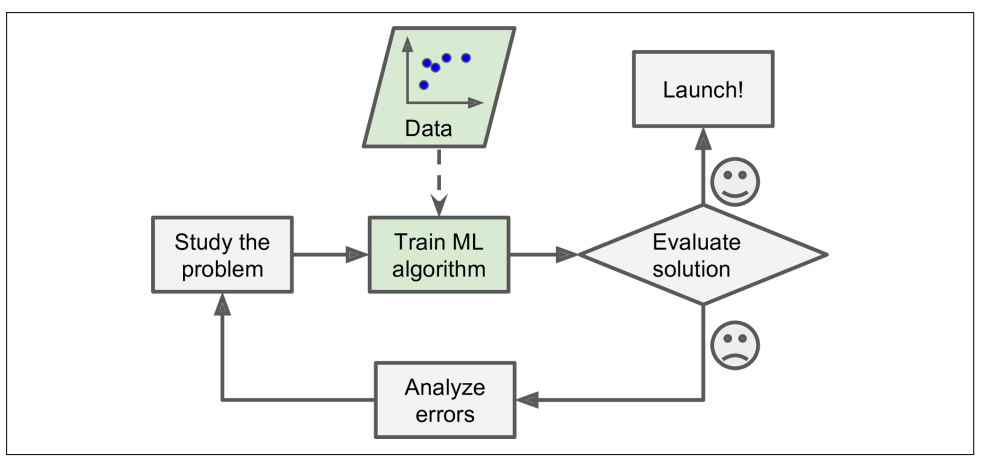 Data
Launch!
Study the
problem
Train ML
algorithm
Evaluate
solution
Analyze
errors